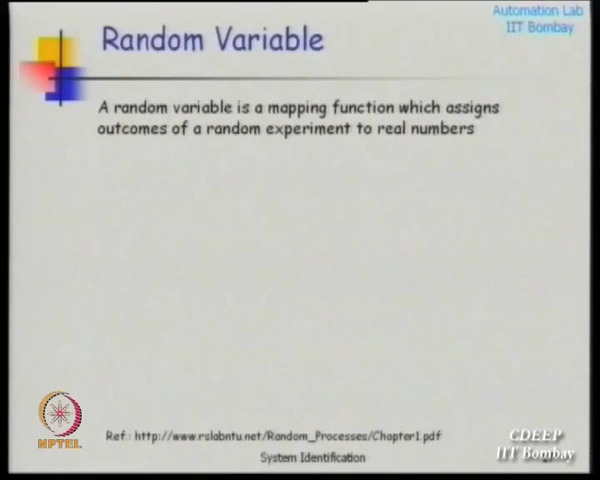 Automation Lab
IIT Bombay
Random Variable
A random variable is a mapping function which assigns
outcomes of a random experiment to real numbers
Ref.: http://www.rslabntu.net/Random_Processes/Chapter1.pdf
System Identification
NPTEL
CDEEP
IIT Bombay